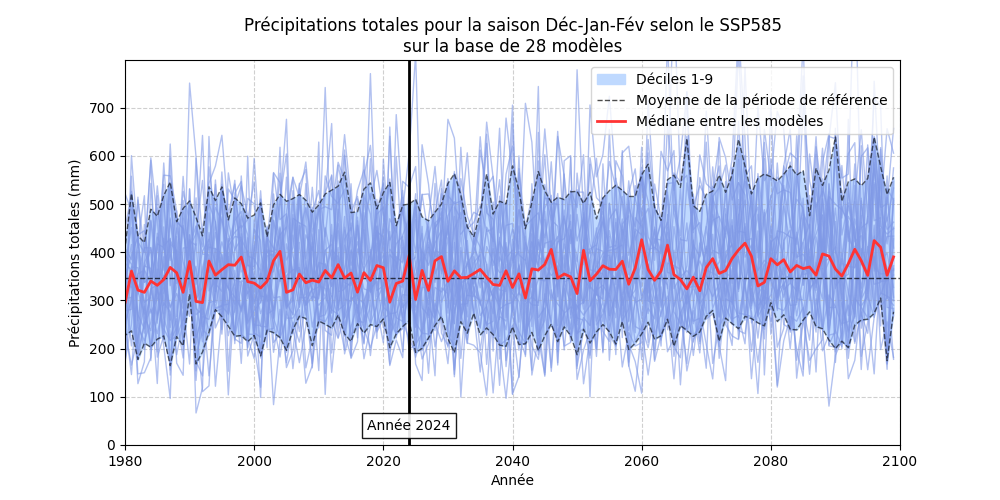 Précipitations totales pour la saison Déc-Jan-Fév selon le SSP585
sur la base de 28 modèles
Déciles 1-9
Moyenne de la période de référence
Médiane entre les modèles
Précipitations totales (mm)
700
600
500
400
300
200
100
0
Année 2024
1980 2000 2020 2040 2060 2080 2100
Année